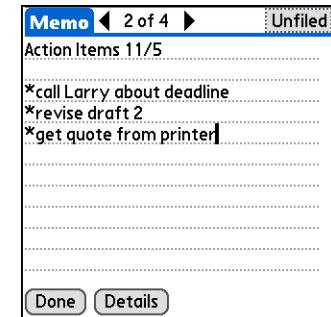 Memo 2 of 4 Unfiled
Action Items 11/5
*call Larry about deadline
*revise draft 2
*get quote from printer
Done Details